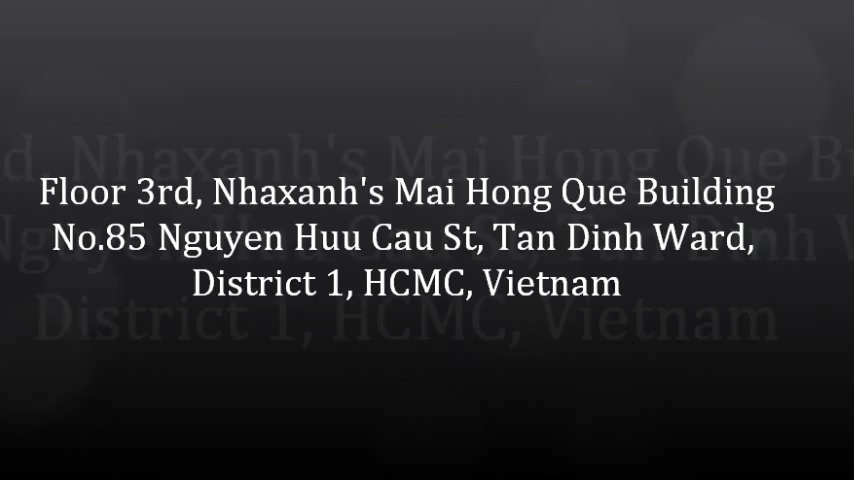 Floor 3rd, Nhaxanh's Mai Hong Que Building
No.85 Nguyen Huu Cau St, Tan Dinh Ward,
District 1, HCMC, Vietnam